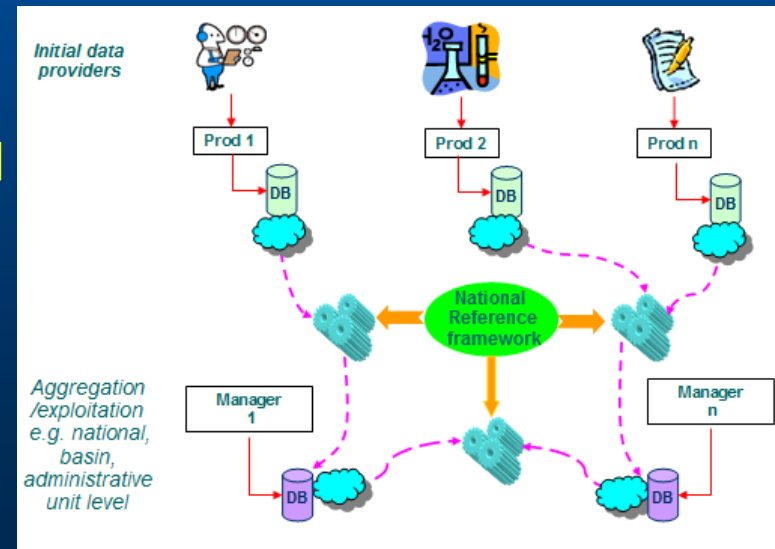 Initial data
providers
H₂O
Prod 1
Prod 2
Prod n
DB
DB
DB
National
Reference
framework
Aggregation
/exploitation
e.g. national,
basin,
administrative
unit level
Manager
1
Manager
n
DB
DB